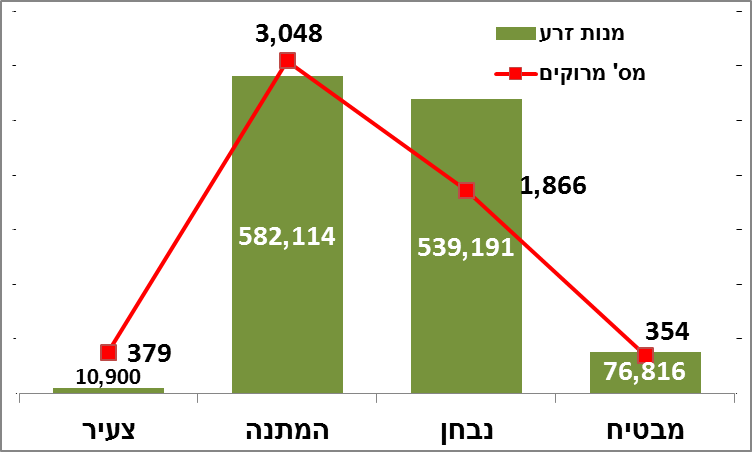 3,048
מנות זרע
מס' מרוקים
1,866
582,114
539,191
379
354
10,900
76,816
צעיר
המתנה
נבחן
מבטיח